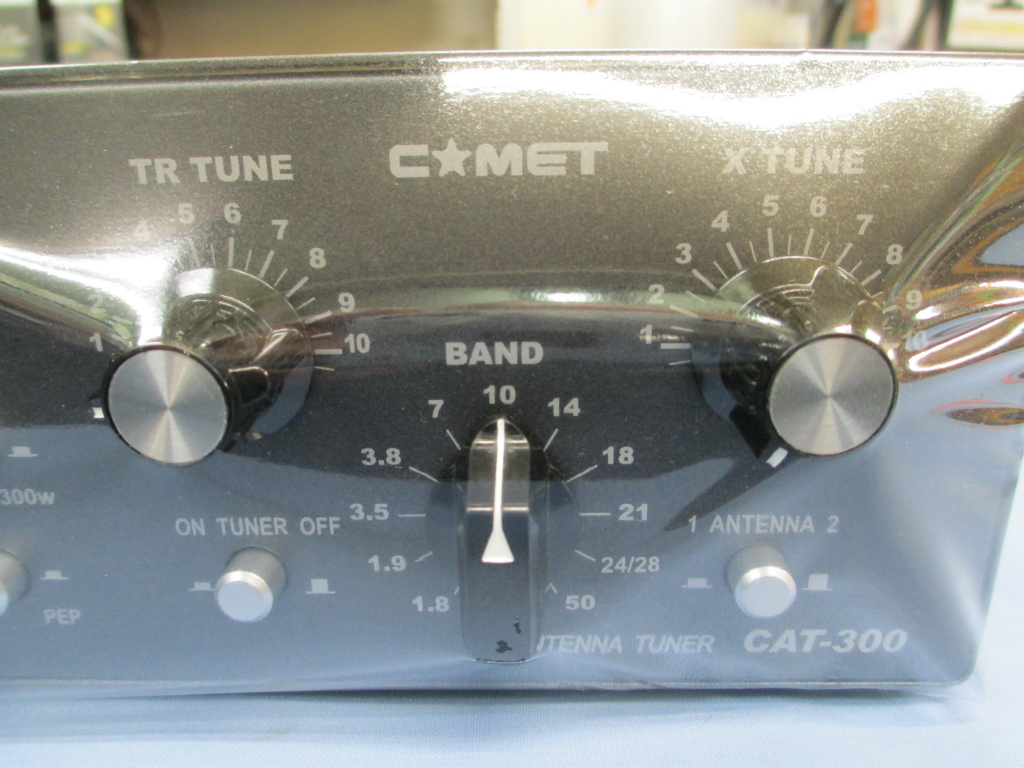 TR TUNE
COMET
X TUNE
4 5 6 7 8 9 10
2
1
1 2 3 4 5 6 7 8 9
BAND
1.8 1.9 3.5 3.8 7 10 14 18 21 24/28 50
300w
PEP
ON TUNER OFF
1 ANTENNA 2
NTENNA TUNER
CAT-300